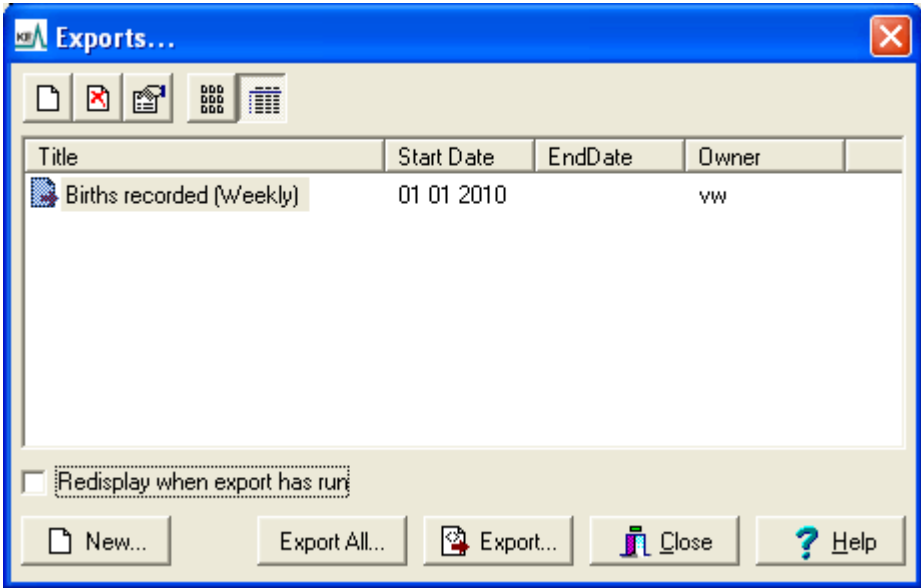 KE Exports...
Title Start Date EndDate Owner
Births recorded (Weekly) 01 01 2010 vw
Redisplay when export has run
New... Export All... Export... Close Help